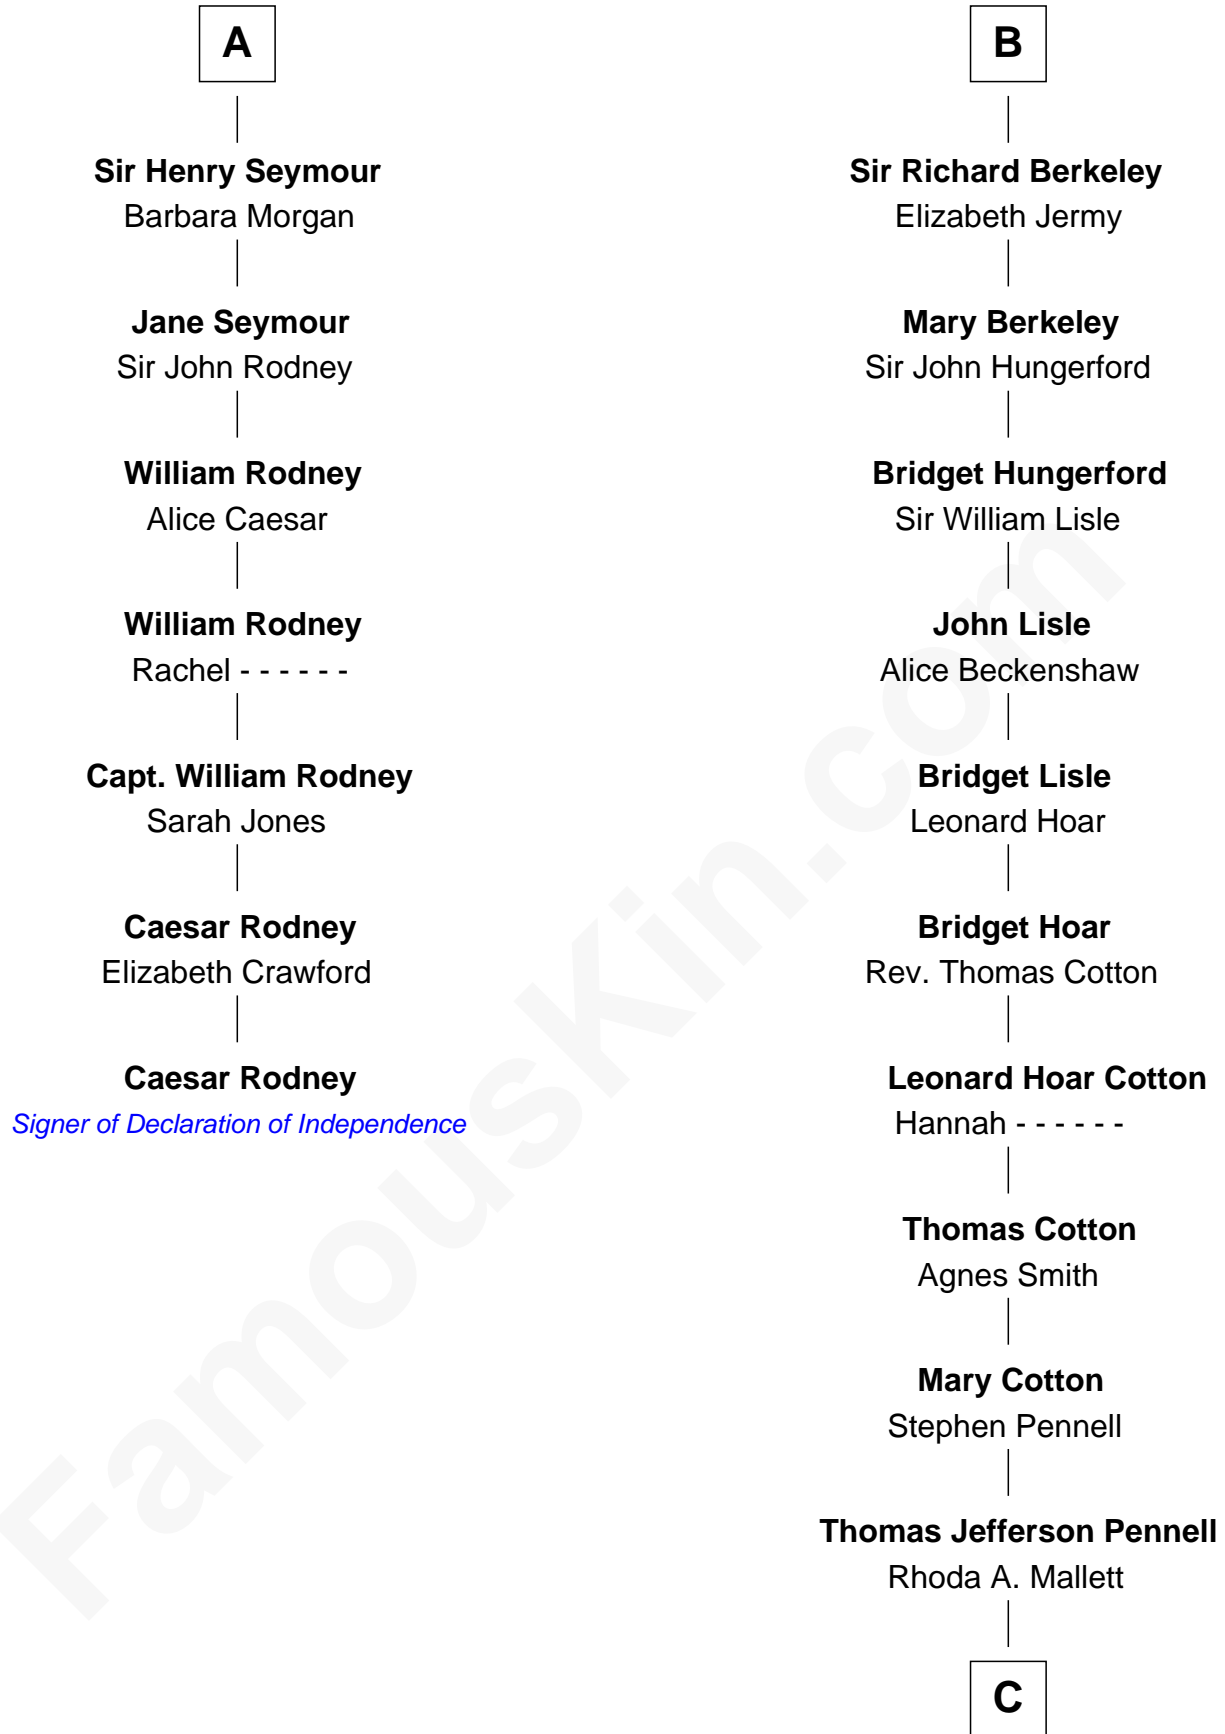 A
Sir Henry Seymour
Barbara Morgan
Jane Seymour
Sir John Rodney
William Rodney
Alice Caesar
William Rodney
Rachel - - - - - -
Capt. William Rodney
Sarah Jones
Caesar Rodney
Elizabeth Crawford
Caesar Rodney
Signer of Declaration of Independence
B
Sir Richard Berkeley
Elizabeth Jermy
Mary Berkeley
Sir John Hungerford
Bridget Hungerford
Sir William Lisle
John Lisle
Alice Beckenshaw
Bridget Lisle
Leonard Hoar
Bridget Hoar
Rev. Thomas Cotton
Leonard Hoar Cotton
Hannah - - - - - -
Thomas Cotton
Agnes Smith
Mary Cotton
Stephen Pennell
Thomas Jefferson Pennell
Rhoda A. Mallett
C
FamousKin.com